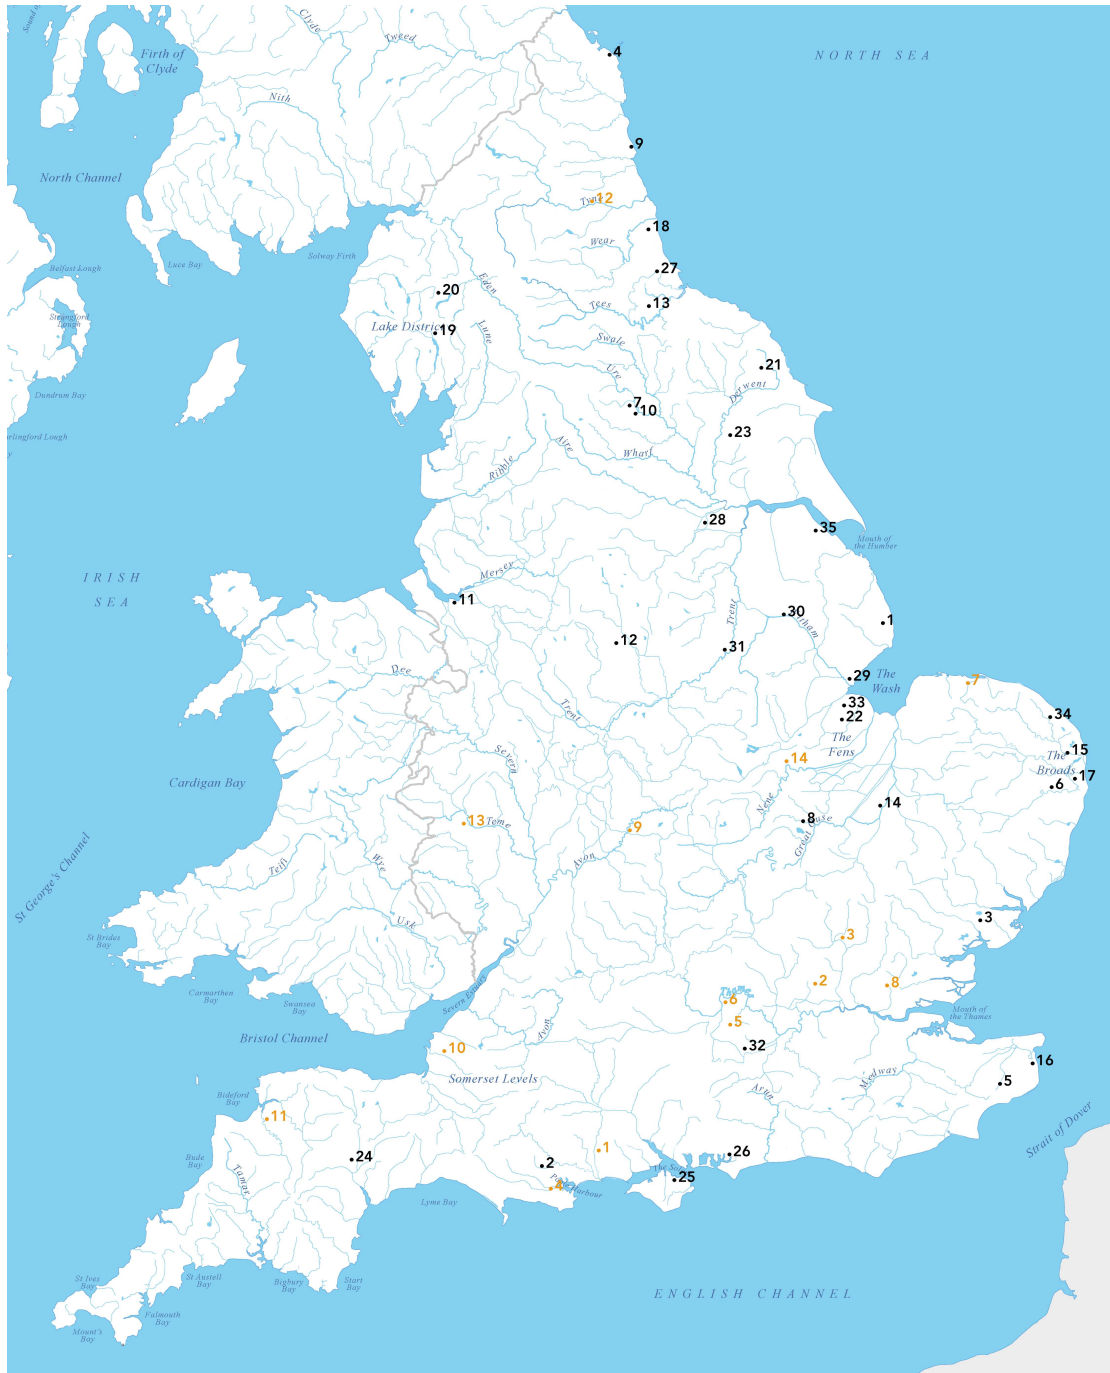 Sound of
Clyde
Tweed
Firth of
Clyde
4
NORTH SEA
Nith
9
North Channel
Tyne
12
18
Wear
Solway Firth
Luce Bay
Belfast Lough
27
Eden
20
Tees
13
Strangford
Lough
Lake District
19
Lune
Swale
21
Ure
Derwent
Dundrum Bay
7
10
23
Aire
Wharf
Ribble
28
35
Mouth of
the Humber
Mersey
IRISH
SEA
11
Trent
30
1
12
31
Dee
29
The
Wash
7
Trent
33
22
34
The
Fens
Severn
14
15
The
Broads
17
6
Cardigan Bay
Nene
14
8
Great Ouse
13
Teme
9
Avon
Wye
Teifi
St George's Channel
Usk
3
St Brides
Bay
3
Carmarthen
Bay
Swansea
Bay
Severn Estuary
2
8
6
Mouth of
the Thames
5
Avon
Bristol Channel
10
32
16
Somerset Levels
Medway
5
Arun
Bideford
Bay
11
Strait of Dover
1
26
Bude
Bay
24
2
25
Tamar
4
Lyme Bay
St Ives
Bay
St Austell
Bay
Bigbury
Bay
Start
Bay
ENGLISH CHANNEL
Falmouth
Bay
Mount's
Bay